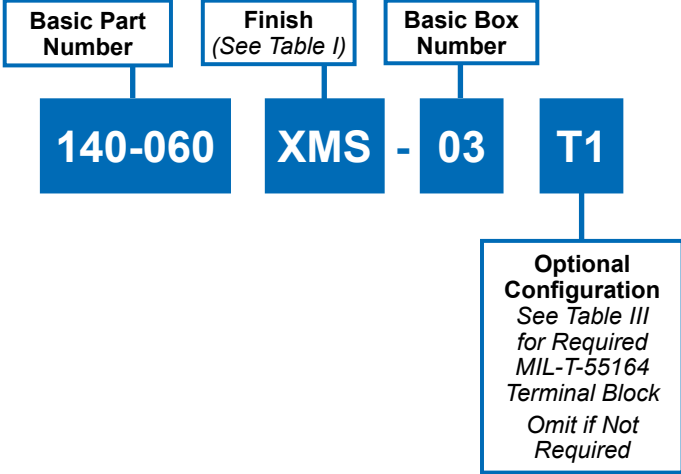 Basic Part
Number
Finish
(See Table I)
Basic Box
Number
140-060 XMS - 03 T1
Optional
Configuration
See Table III
for Required
MIL-T-55164
Terminal Block
Omit if Not
Required